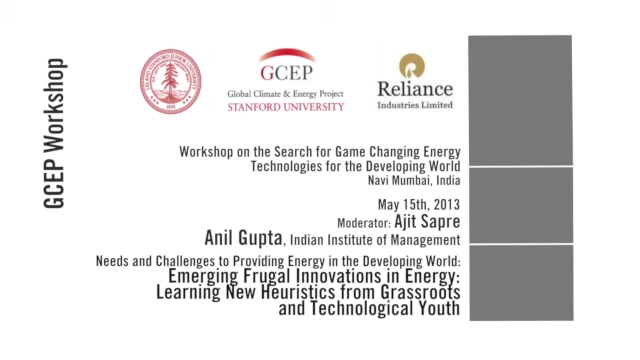 GCEP Workshop
GCEP
Global Climate & Energy Project
STANFORD UNIVERSITY
Reliance
Industries Limited
Workshop on the Search for Game Changing Energy
Technologies for the Developing World
Navi Mumbai, India
May 15th, 2013
Moderator: Ajit Sapre
Anil Gupta, Indian Institute of Management
Needs and Challenges to Providing Energy in the Developing World:
Emerging Frugal Innovations in Energy:
Learning New Heuristics from Grassroots
and Technological Youth